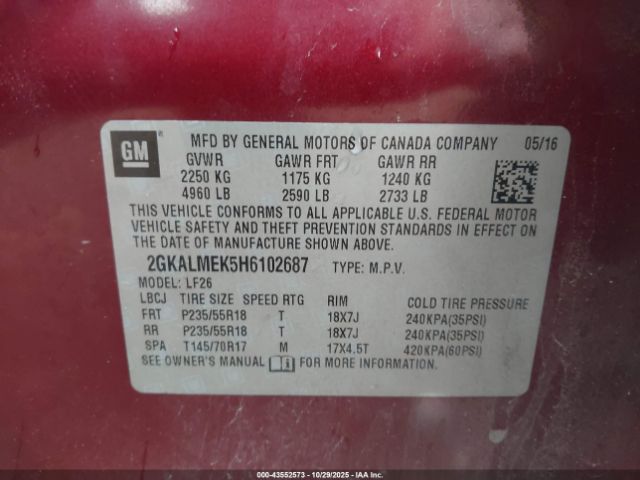 GM
MFD BY GENERAL MOTORS OF CANADA COMPANY 05/16
GVWR GAWR FRT GAWR RR
2250 KG 1175 KG 1240 KG
4960 LB 2590 LB 2733 LB
THIS VEHICLE CONFORMS TO ALL APPLICABLE U.S. FEDERAL MOTOR
VEHICLE SAFETY AND THEFT PREVENTION STANDARDS IN EFFECT ON
THE DATE OF MANUFACTURE SHOWN ABOVE.
2GKALMEK5H6102687 TYPE: M.P.V.
MODEL: LF26
LBCJ TIRE SIZE SPEED RTG RIM COLD TIRE PRESSURE
FRT P235/55R18 T 18X7J 240KPA(35PSI)
RR P235/55R18 T 18X7J 240KPA(35PSI)
SPA T145/70R17 M 17X4.5T 420KPA(60PSI)
SEE OWNER'S MANUAL FOR MORE INFORMATION.
000-43552573 - 10/29/2025 - IAA Inc.